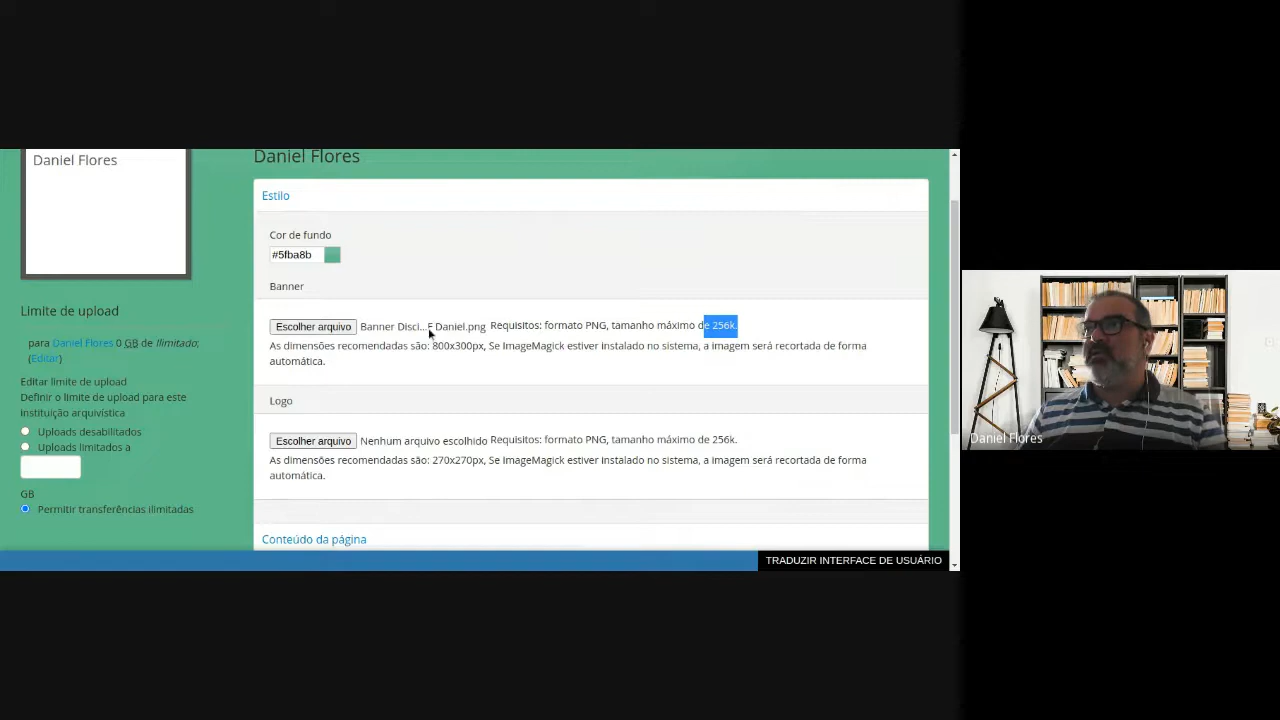 Daniel Flores
Limite de upload
para Daniel Flores 0 GB de Ilimitado;
(Editar)
Editar limite de upload
Definir o limite de upload para este
Instituição arquivística
Uploads desabilitados
Uploads limitados a
GB
Permitir transferências ilimitadas
Daniel Flores
Estilo
Cor de fundo
#5fba8b
Banner
Escolher arquivo Banner Disci...F Daniel.png Requisitos: formato PNG, tamanho máximo de 256k.
As dimensões recomendadas são: 800x300px, Se ImageMagick estiver instalado no sistema, a imagem será recortada de forma
automática.
Logo
Escolher arquivo Nenhum arquivo escolhido Requisitos: formato PNG, tamanho máximo de 256k.
As dimensões recomendadas são: 270x270px, Se ImageMagick estiver instalado no sistema, a imagem será recortada de forma
automática.
Conteúdo da página
TRADUZIR INTERFACE DE USUÁRIO
Daniel Flores